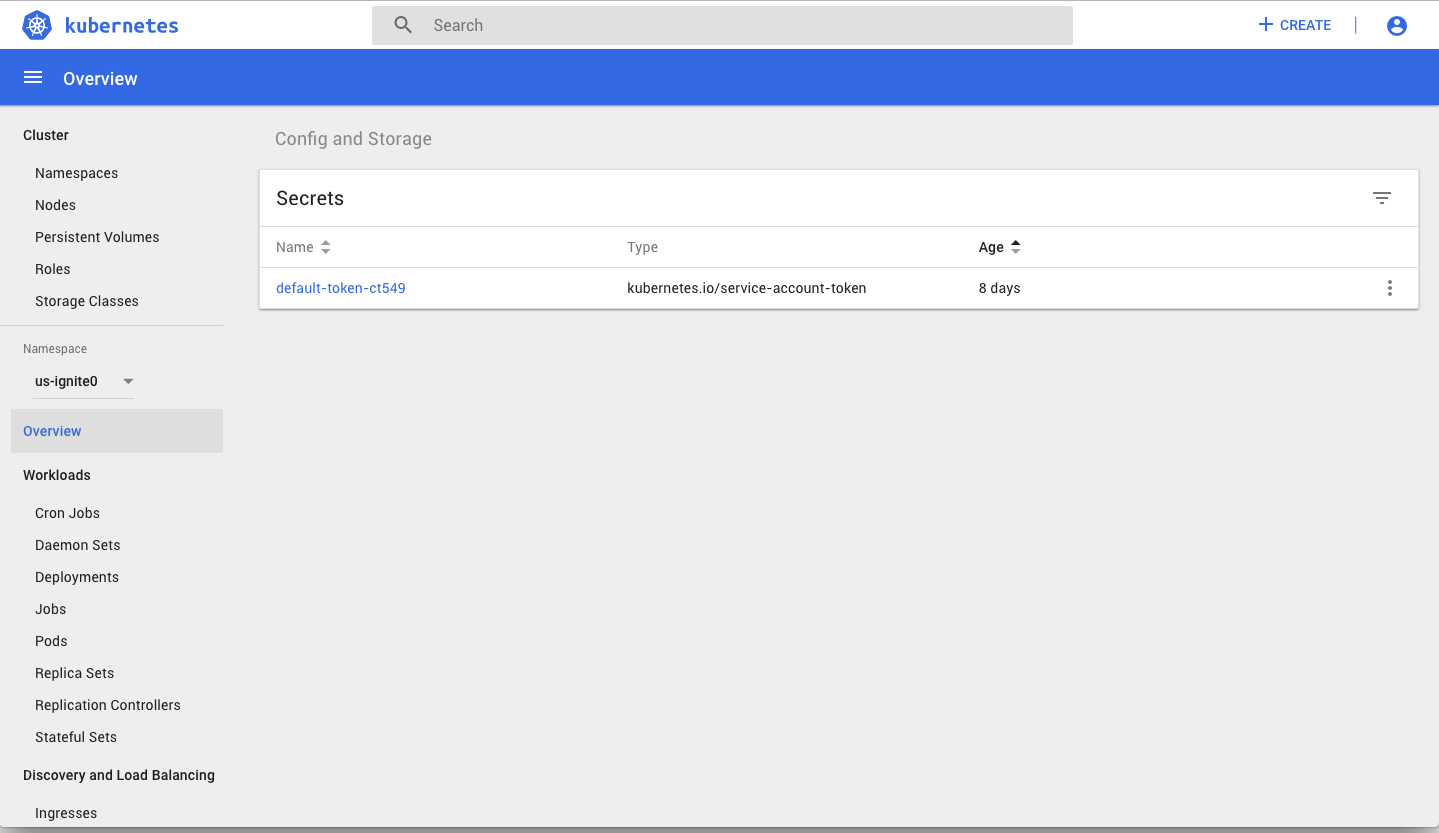 kubernetes
Search
CREATE
Overview
Cluster
Namespaces
Nodes
Persistent Volumes
Roles
Storage Classes
Namespace
us-ignite0
Overview
Workloads
Cron Jobs
Daemon Sets
Deployments
Jobs
Pods
Replica Sets
Replication Controllers
Stateful Sets
Discovery and Load Balancing
Ingresses
Config and Storage
Secrets
Name Type Age
default-token-ct549 kubernetes.io/service-account-token 8 days